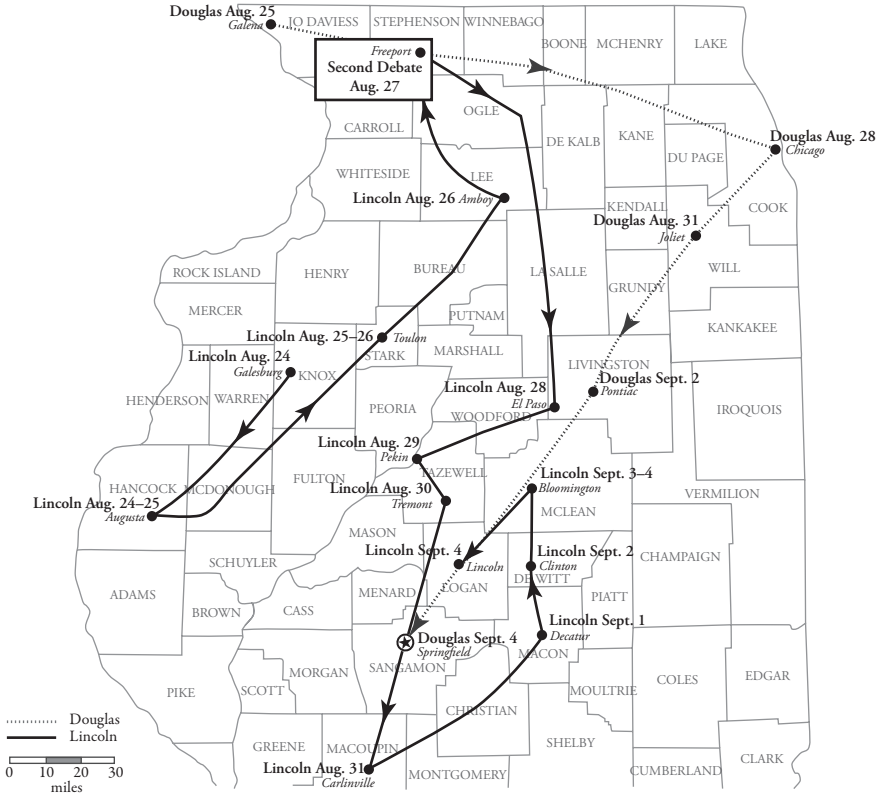 Douglas Aug. 25
Galena
JO DAVIESS
STEPHENSON
WINNEBAGO
BOONE
MCHENRY
LAKE
Freeport
Second Debate
Aug. 27
OGLE
CARROLL
DE KALB
KANE
DU PAGE
Douglas Aug. 28
Chicago
WHITESIDE
LEE
Lincoln Aug. 26 Amboy
KENDALL
COOK
Douglas Aug. 31
Joliet
ROCK ISLAND
HENRY
BUREAU
LA SALLE
WILL
GRUNDY
MERCER
PUTNAM
KANKAKEE
Lincoln Aug. 25–26 Toulon
STARK
MARSHALL
Lincoln Aug. 24
Galesburg
KNOX
LIVINGSTON
Douglas Sept. 2
Pontiac
HENDERSON
WARREN
PEORIA
Lincoln Aug. 28
El Paso
WOODFORD
IROQUOIS
Lincoln Aug. 29
Pekin
TAZEWELL
FULTON
HANCOCK
MCDONOUGH
Lincoln Aug. 30
Tremont
Lincoln Sept. 3–4
Bloomington
MCLEAN
VERMILION
Lincoln Aug. 24–25
Augusta
MASON
SCHUYLER
Lincoln Sept. 4
Lincoln
LOGAN
Lincoln Sept. 2
Clinton
DE WITT
CHAMPAIGN
ADAMS
BROWN
CASS
MENARD
PIATT
Lincoln Sept. 1
Decatur
MACON
Douglas Sept. 4
Springfield
SANGAMON
PIKE
SCOTT
MORGAN
CHRISTIAN
MOULTRIE
COLES
EDGAR
Douglas
Lincoln
GREENE
MACOUPIN
SHELBY
CLARK
CUMBERLAND
MONTGOMERY
Lincoln Aug. 31
Carlinville
0 10 20 30
miles